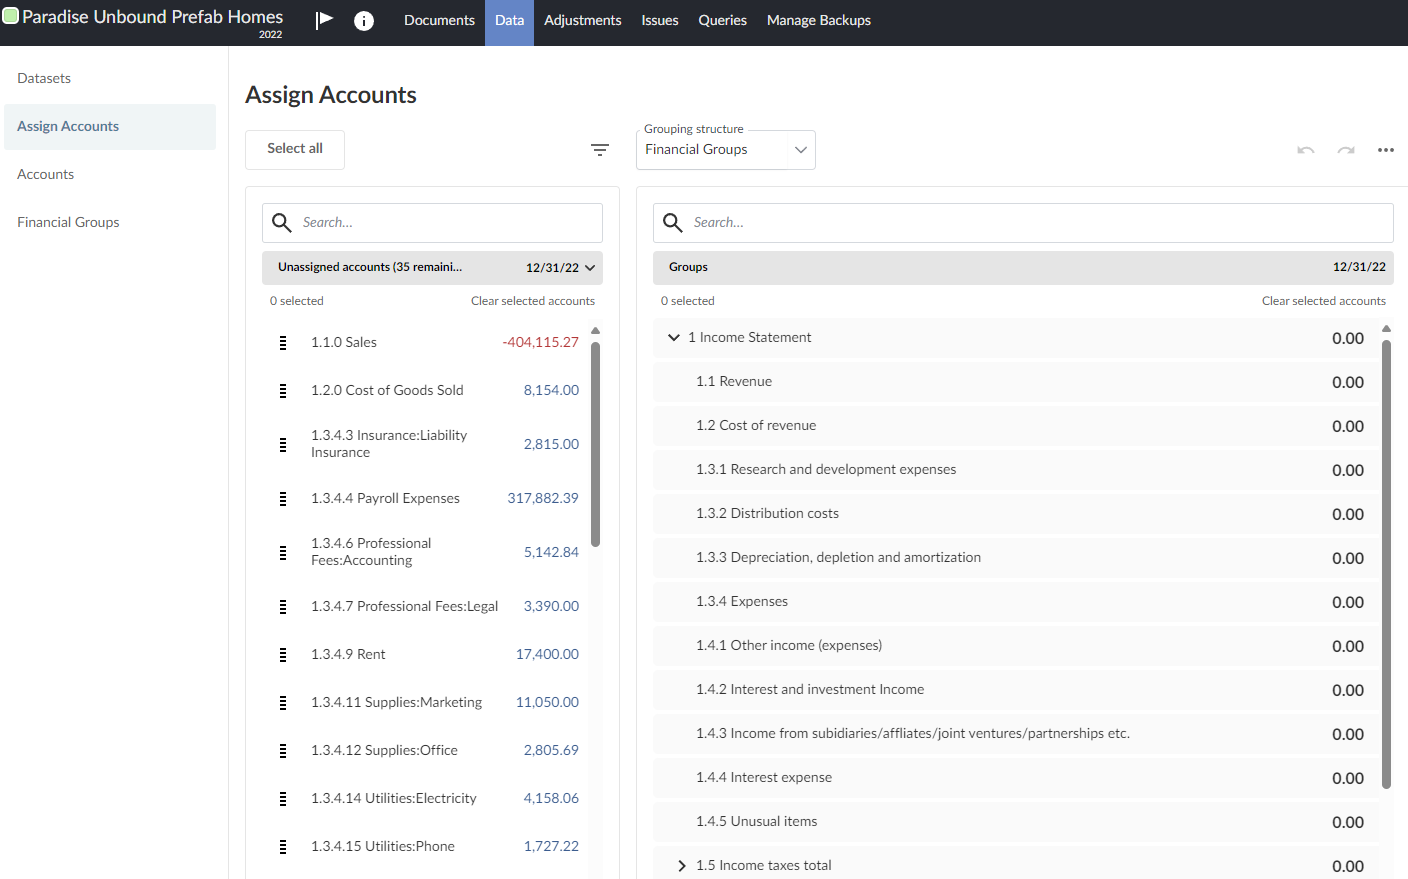 Paradise Unbound Prefab Homes
2022
Documents
Data
Adjustments
Issues
Queries
Manage Backups
Datasets
Assign Accounts
Accounts
Financial Groups
Assign Accounts
Select all
Grouping structure
Financial Groups
Search...
Unassigned accounts (35 remaini... 12/31/22
0 selected Clear selected accounts
1.1.0 Sales -404,115.27
1.2.0 Cost of Goods Sold 8,154.00
1.3.4.3 Insurance:Liability
Insurance 2,815.00
1.3.4.4 Payroll Expenses 317,882.39
1.3.4.6 Professional
Fees:Accounting 5,142.84
1.3.4.7 Professional Fees:Legal 3,390.00
1.3.4.9 Rent 17,400.00
1.3.4.11 Supplies:Marketing 11,050.00
1.3.4.12 Supplies:Office 2,805.69
1.3.4.14 Utilities:Electricity 4,158.06
1.3.4.15 Utilities:Phone 1,727.22
Search...
Groups 12/31/22
0 selected Clear selected accounts
1 Income Statement 0.00
1.1 Revenue 0.00
1.2 Cost of revenue 0.00
1.3.1 Research and development expenses 0.00
1.3.2 Distribution costs 0.00
1.3.3 Depreciation, depletion and amortization 0.00
1.3.4 Expenses 0.00
1.4.1 Other income (expenses) 0.00
1.4.2 Interest and investment Income 0.00
1.4.3 Income from subidiaries/affliates/joint ventures/partnerships etc. 0.00
1.4.4 Interest expense 0.00
1.4.5 Unusual items 0.00
1.5 Income taxes total 0.00